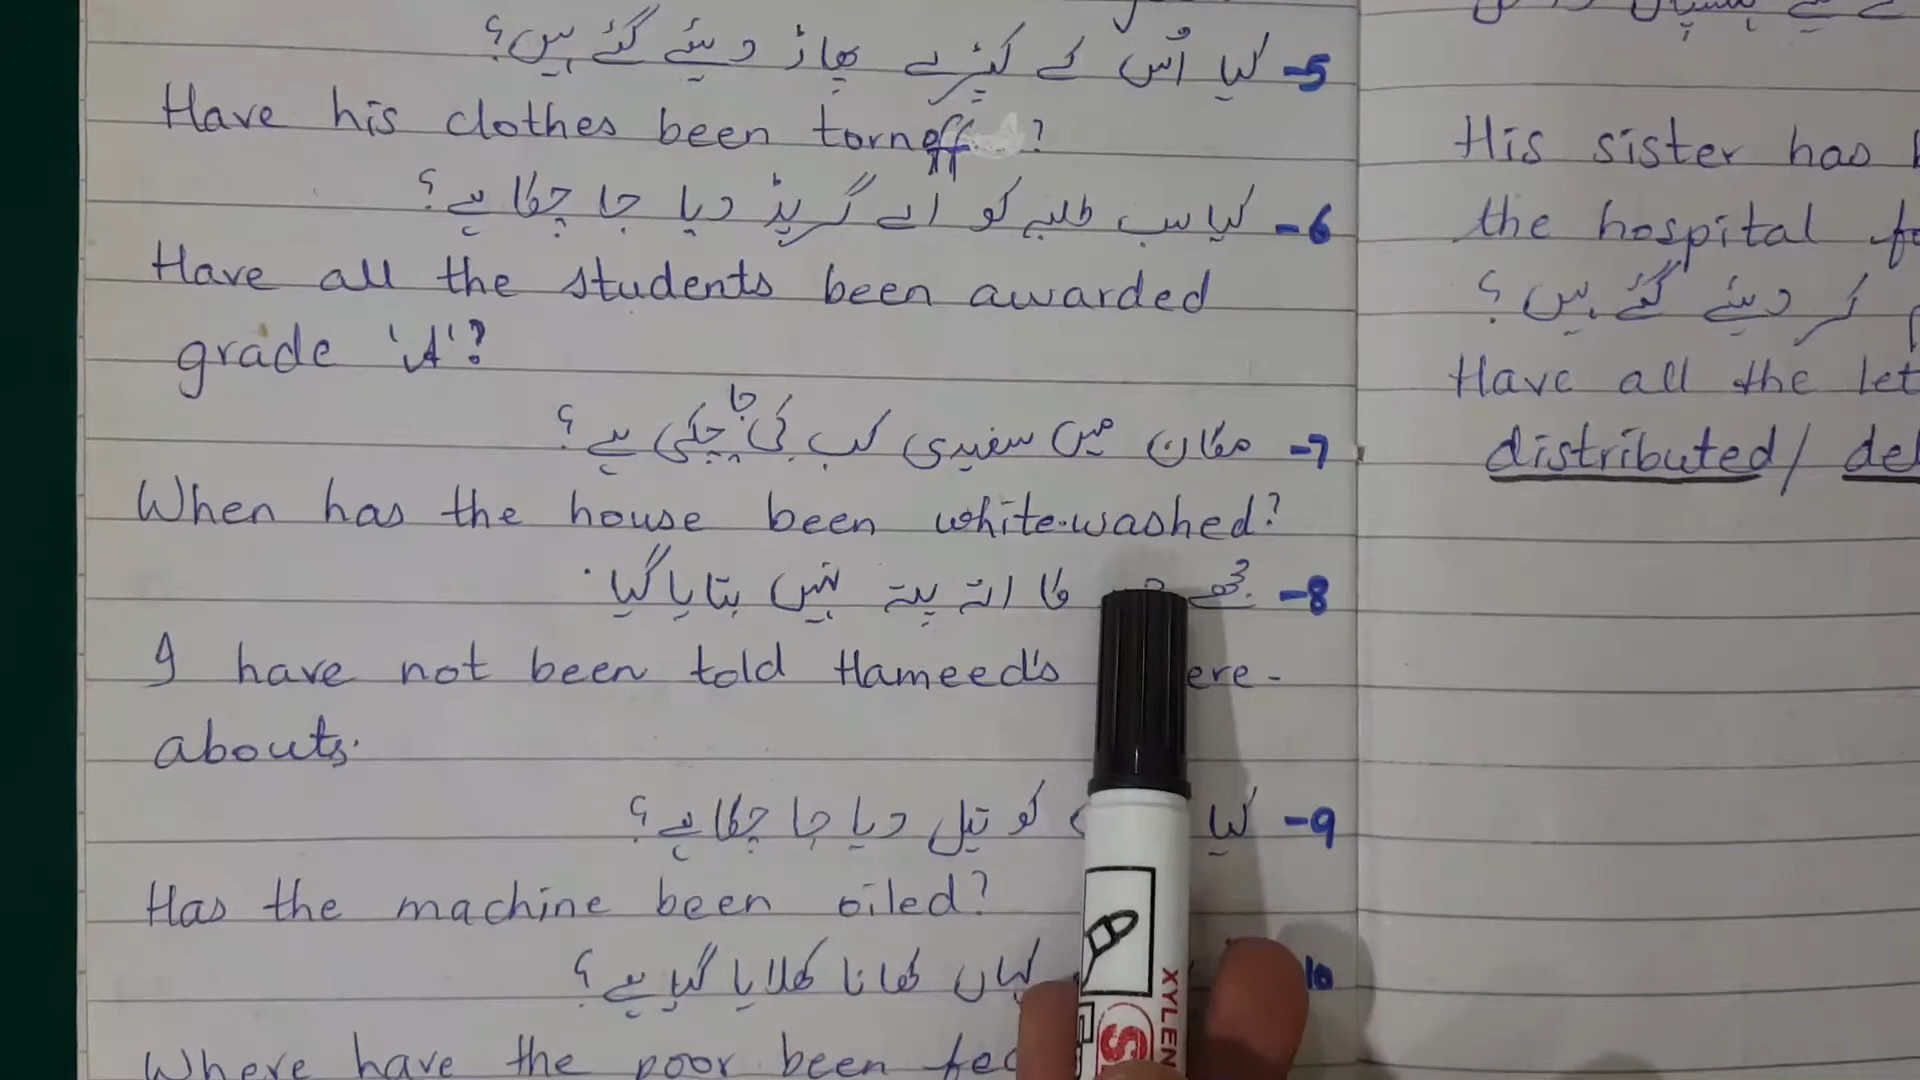 5- کیا اُس کے کپڑے پھاڑ دیئے گئے ہیں؟
Have his clothes been tornoff ?
6- کیا سب طلبہ کو اے گریڈ دیا جا چکا ہے؟
Have all the students been awarded
grade 'A'?
7- مکان میں سفیدی کب کی جا چکی ہے؟
When has the house been white-washed?
8- مجھے کا اتہ پتہ نہیں بتایا گیا۔
I have not been told Hameed's ere-
abouts.
9- کیا کو تیل دیا جا چکا ہے؟
Has the machine been oiled?
10 کہاں کھانا کھلایا گیا ہے؟
Where have the poor been
His sister has
the hospital
کر دیئے گئے ہیں؟
Have all the let
distributed/ del
XYLEN